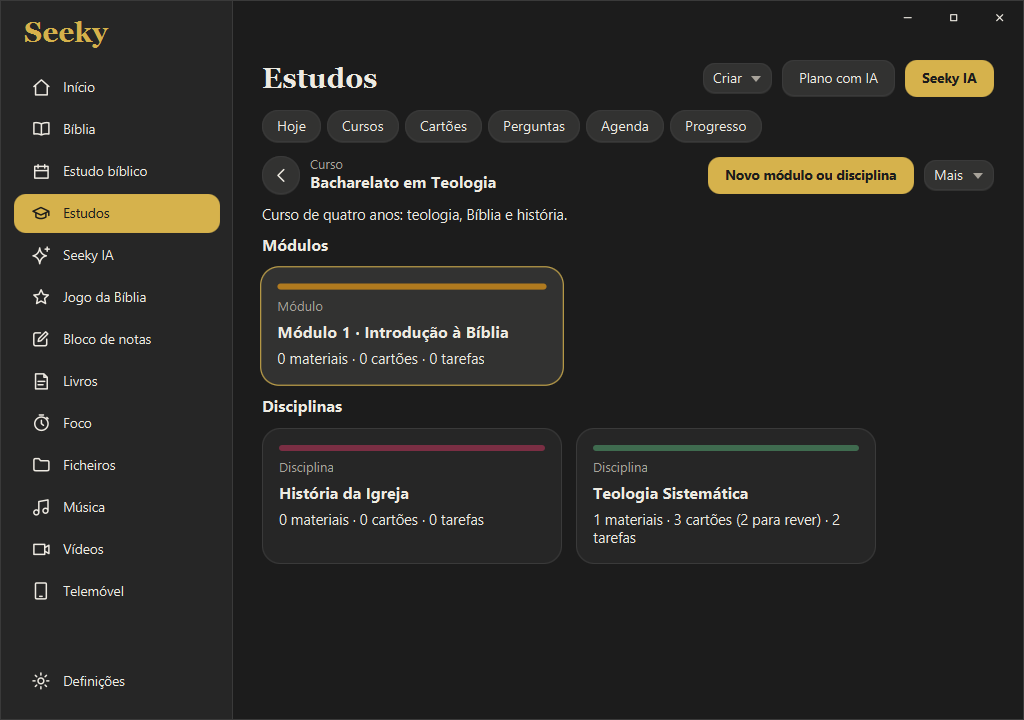 Seeky
Início
Bíblia
Estudo bíblico
Estudos
Seeky IA
Jogo da Bíblia
Bloco de notas
Livros
Foco
Ficheiros
Música
Vídeos
Telemóvel
Definições
Estudos
Criar
Plano com IA
Seeky IA
Hoje
Cursos
Cartões
Perguntas
Agenda
Progresso
Curso
Bacharelato em Teologia
Novo módulo ou disciplina
Mais
Curso de quatro anos: teologia, Bíblia e história.
Módulos
Módulo
Módulo 1 · Introdução à Bíblia
0 materiais · 0 cartões · 0 tarefas
Disciplinas
Disciplina
História da Igreja
0 materiais · 0 cartões · 0 tarefas
Disciplina
Teologia Sistemática
1 materiais · 3 cartões (2 para rever) · 2
tarefas